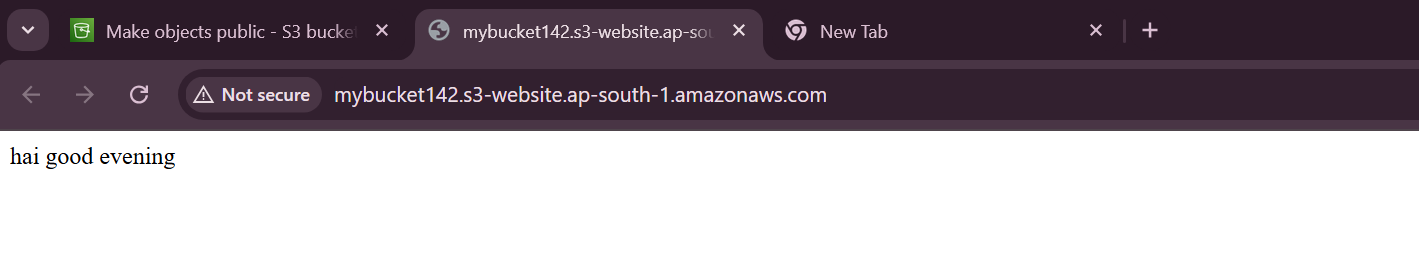 Make objects public - S3 bucket
mybucket142.s3-website.ap-sou
New Tab
Not secure
mybucket142.s3-website.ap-south-1.amazonaws.com
hai good evening